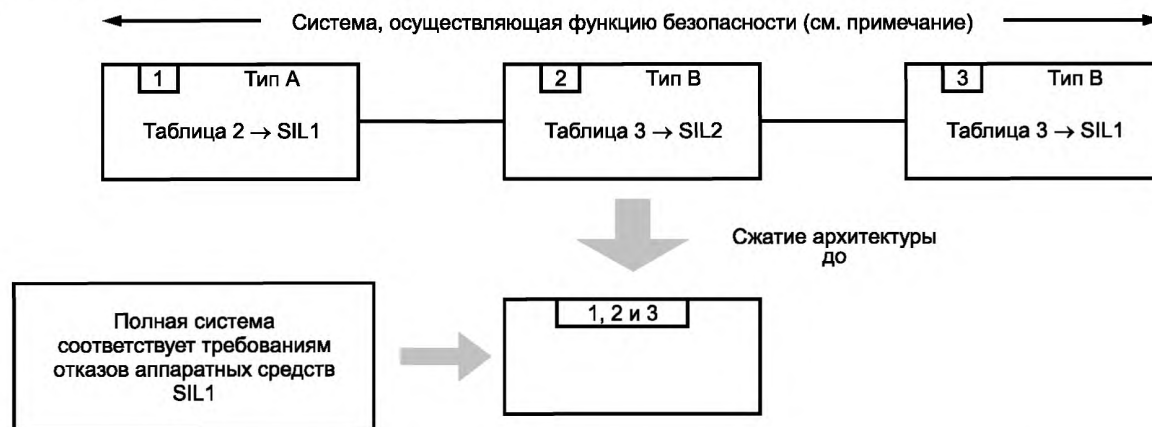 Система, осуществляющая функцию безопасности (см. примечание)
1 Тип A
Таблица 2 → SIL1
2 Тип B
Таблица 3 → SIL2
3 Тип B
Таблица 3 → SIL1
Сжатие архитектуры
до
Полная система
соответствует требованиям
отказов аппаратных средств
SIL1
1, 2 и 3